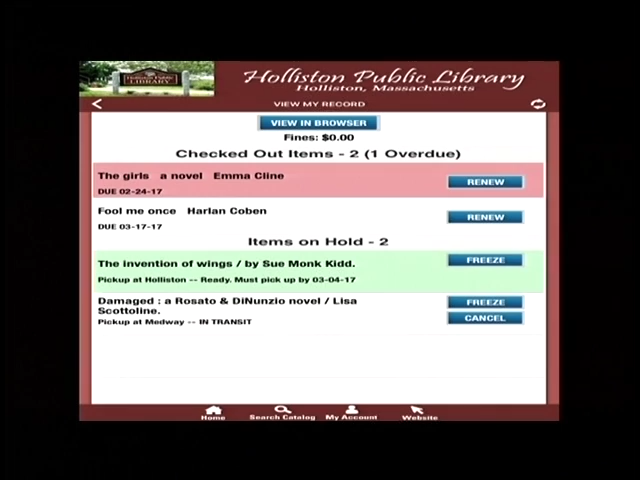 Holliston Public
LIBRARY
Holliston Public Library
Holliston, Massachusetts
VIEW MY RECORD
VIEW IN BROWSER
Fines: $0.00
Checked Out Items - 2 (1 Overdue)
The girls a novel Emma Cline
RENEW
DUE 02-24-17
Fool me once Harlan Coben
RENEW
DUE 03-17-17
Items on Hold - 2
The invention of wings / by Sue Monk Kidd.
FREEZE
Pickup at Holliston -- Ready. Must pick up by 03-04-17
Damaged : a Rosato & DiNunzio novel / Lisa
Scottoline.
FREEZE
Pickup at Medway -- IN TRANSIT
CANCEL
Home Search Catalog My Account Website